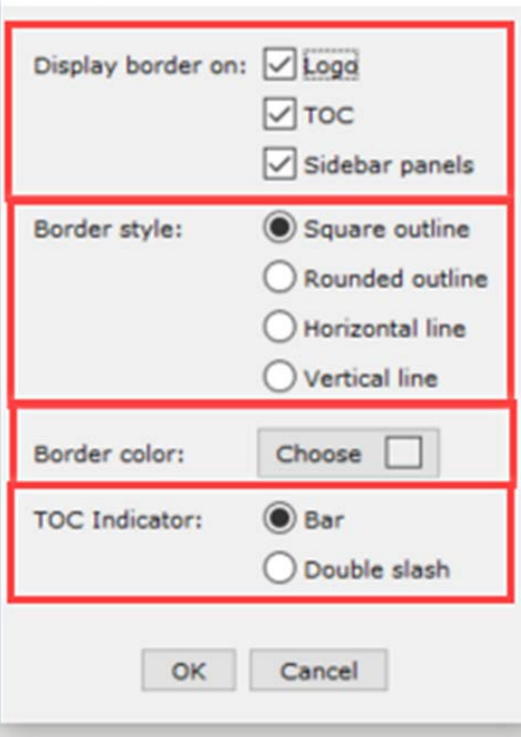 Display border on: Logo
TOC
Sidebar panels
Border style: Square outline
Rounded outline
Horizontal line
Vertical line
Border color: Choose
TOC Indicator: Bar
Double slash
OK Cancel